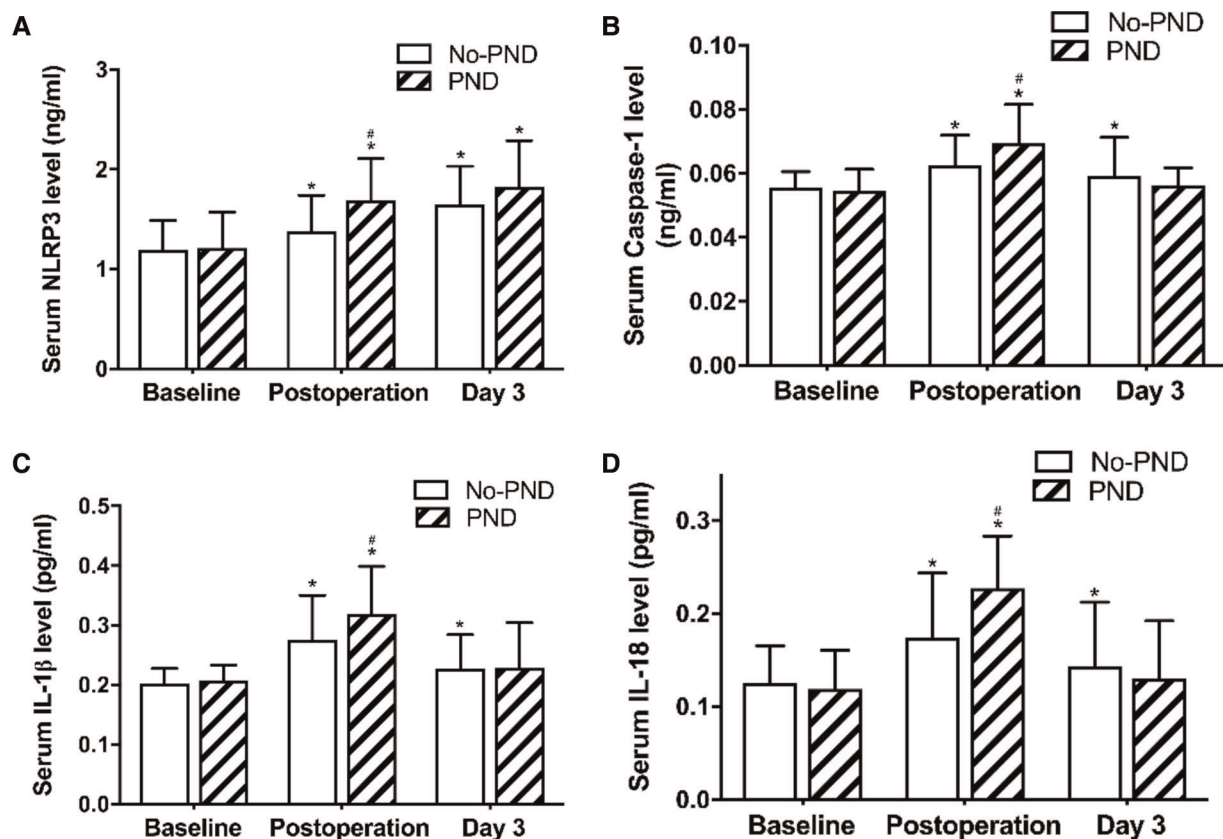 A
No-PND
PND
Serum NLRP3 level (ng/ml)
3
2
1
0
*
#
*
*
*
Baseline
Postoperation
Day 3
B
No-PND
PND
Serum Caspase-1 level
(ng/ml)
0.10
0.08
0.06
0.04
0.02
0.00
*
#
*
*
Baseline
Postoperation
Day 3
C
No-PND
PND
Serum IL-1β level (pg/ml)
0.5
0.4
0.3
0.2
0.1
0.0
*
#
*
*
Baseline
Postoperation
Day 3
D
No-PND
PND
Serum IL-18 level (pg/ml)
0.3
0.2
0.1
0.0
*
#
*
*
Baseline
Postoperation
Day 3